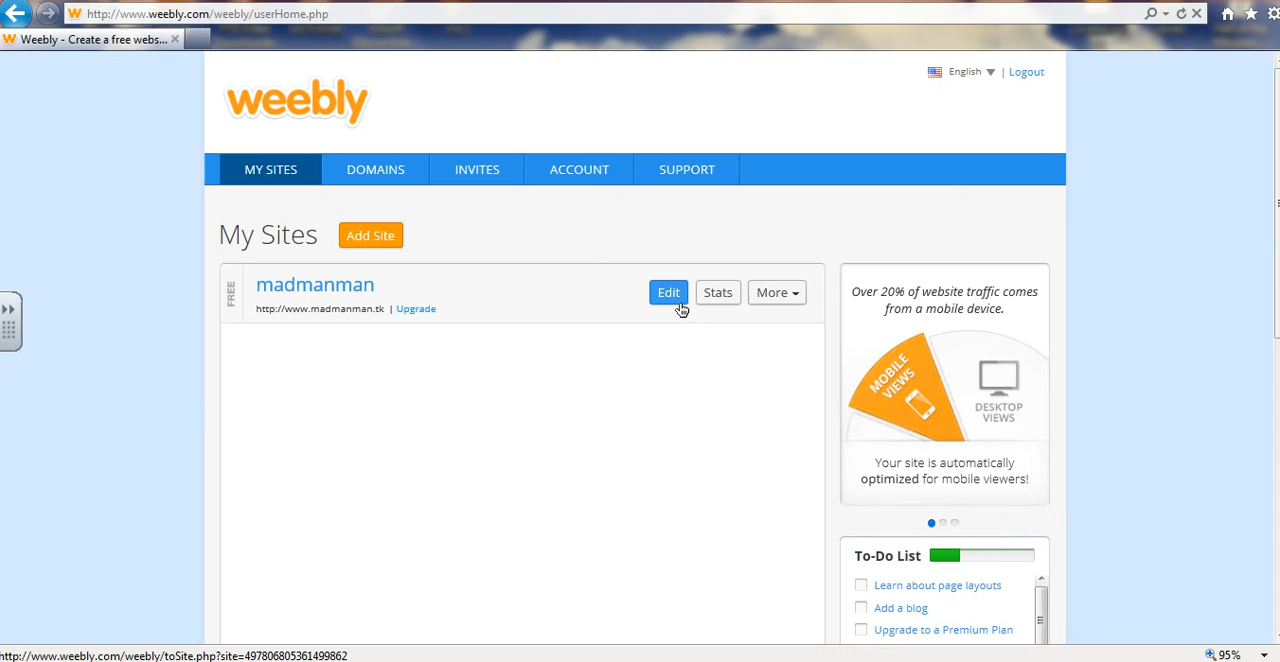 http://www.weebly.com/weebly/userHome.php
Weebly - Create a free webs...
English | Logout
weebly
MY SITES DOMAINS INVITES ACCOUNT SUPPORT
My Sites Add Site
FREE
madmanman
http://www.madmanman.tk | Upgrade
Edit Stats More
Over 20% of website traffic comes
from a mobile device.
MOBILE
VIEWS
DESKTOP
VIEWS
Your site is automatically
optimized for mobile viewers!
To-Do List
Learn about page layouts
Add a blog
Upgrade to a Premium Plan
http://www.weebly.com/weebly/toSite.php?site=497806805361499862
95%